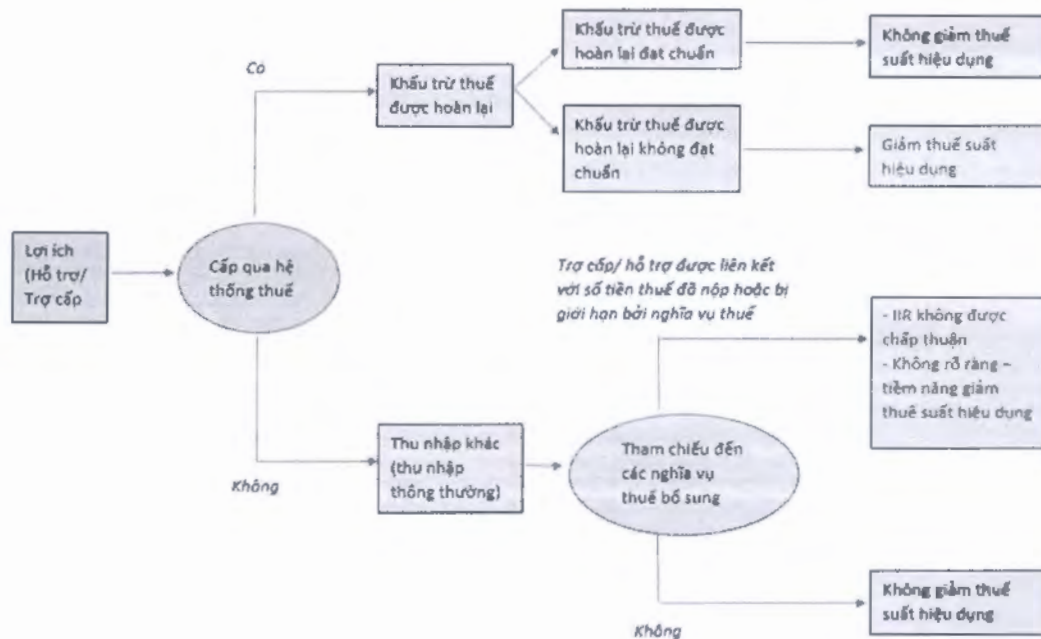 Có
Khấu trừ thuế
được hoàn lại
Khấu trừ thuế được
hoàn lại đạt chuẩn
Không giảm thuế
suất hiệu dụng
Khấu trừ thuế được
hoàn lại không đạt
chuẩn
Giảm thuế suất
hiệu dụng
Lợi ích
(Hỗ trợ/
Trợ cấp
Cấp qua hệ
thống thuế
Trợ cấp/ hỗ trợ được liên kết
với số tiền thuế đã nộp hoặc bị
giới hạn bởi nghĩa vụ thuế
- IIR không được
chấp thuận
- Không rõ ràng –
tiềm năng giảm
thuế suất hiệu dụng
Không
Thu nhập khác
(thu nhập
thông thường)
Tham chiếu đến
các nghĩa vụ
thuế bổ sung
Không
Không giảm thuế
suất hiệu dụng